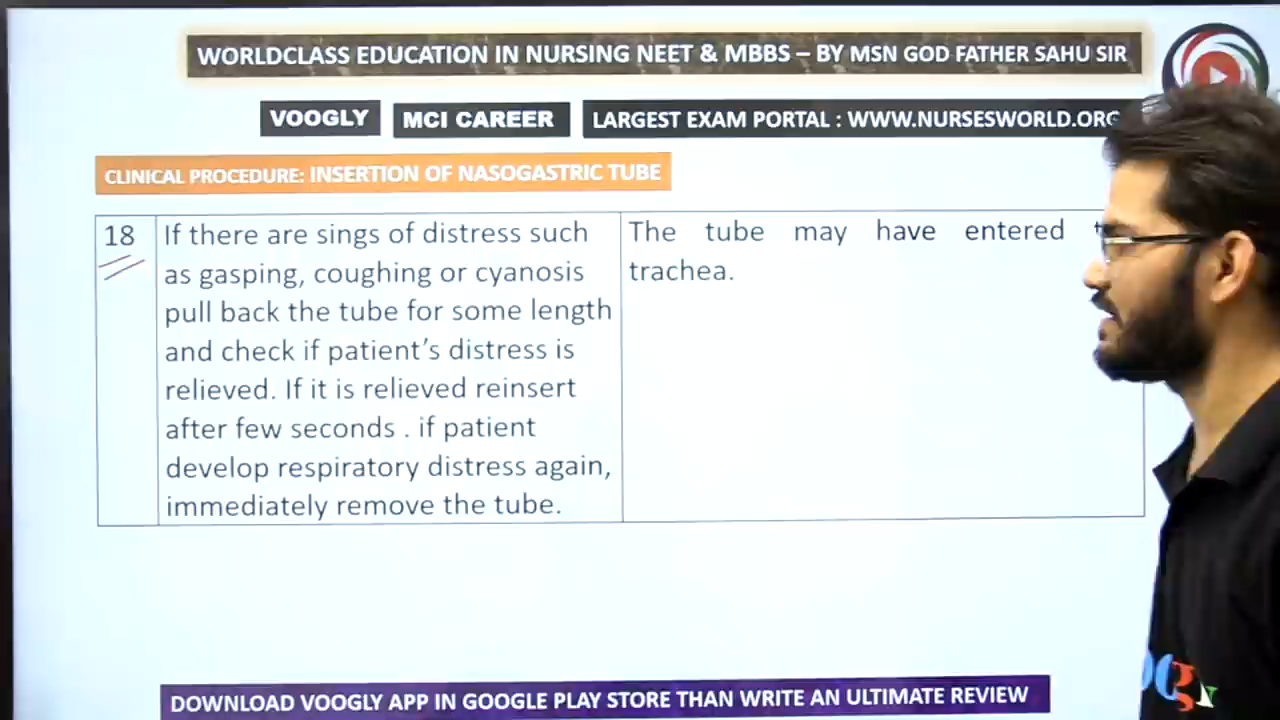 WORLDCLASS EDUCATION IN NURSING NEET & MBBS – BY MSN GOD FATHER SAHU SIR
VOOGLY
MCI CAREER
LARGEST EXAM PORTAL : WWW.NURSESWORLD.ORG
CLINICAL PROCEDURE: INSERTION OF NASOGASTRIC TUBE
18
If there are sings of distress such
as gasping, coughing or cyanosis
pull back the tube for some length
and check if patient's distress is
relieved. If it is relieved reinsert
after few seconds . if patient
develop respiratory distress again,
immediately remove the tube.
The tube may have entered
trachea.
DOWNLOAD VOOGLY APP IN GOOGLE PLAY STORE THAN WRITE AN ULTIMATE REVIEW